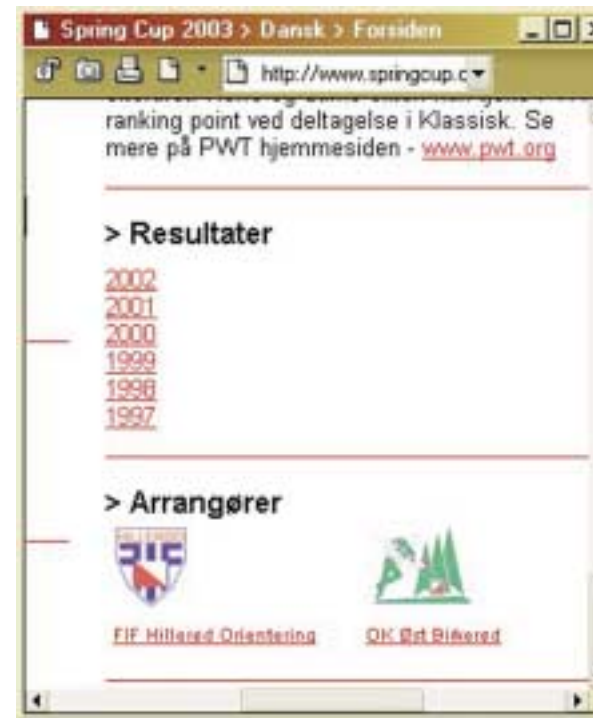 Spring Cup 2003 > Dansk > Forsiden
http://www.springcup.c
ranking point ved deltagelse i Klassisk. Se
mere på PWT hjemmesiden - www.pwt.org
> Resultater
2002
2001
2000
1999
1998
1997
> Arrangører
HILLERØD
FIF Hillerød Orientering
OK Øst Birkerød